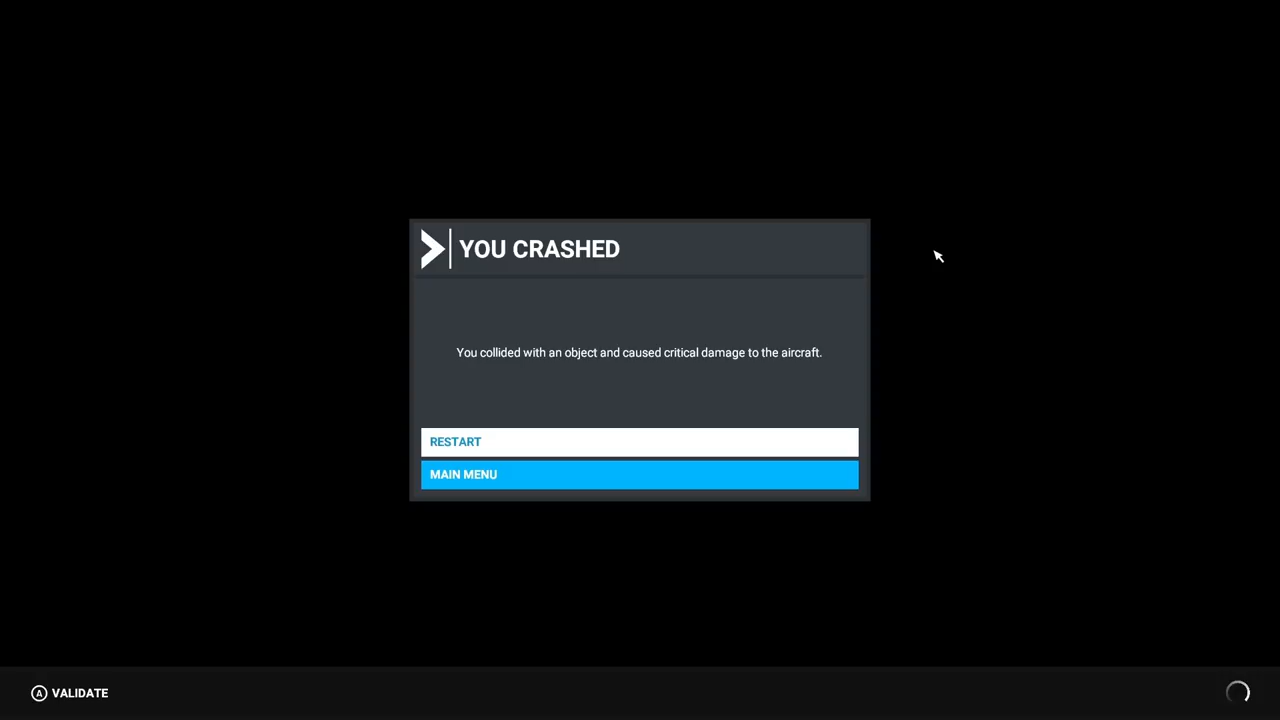 YOU CRASHED
You collided with an object and caused critical damage to the aircraft.
RESTART
MAIN MENU
A VALIDATE